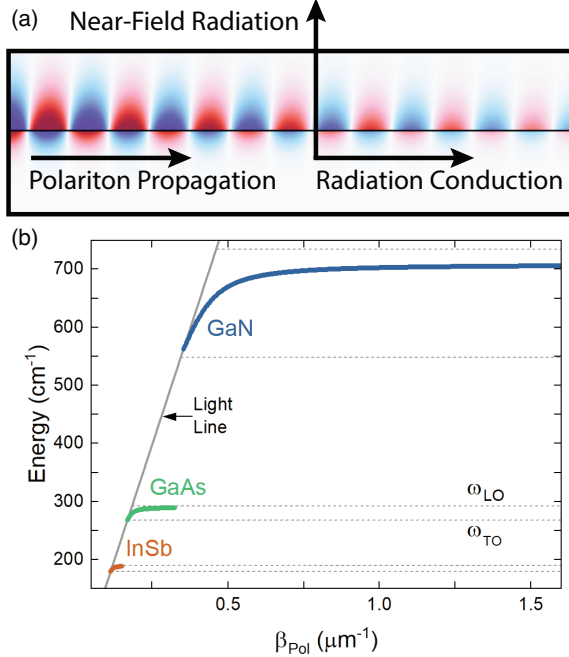 (a)
Near-Field Radiation
Polariton Propagation
Radiation Conduction
(b)
700
600
500
400
300
200
Energy (cm⁻¹)
GaN
Light
Line
GaAs
ω_LO
ω_TO
InSb
0.5
1.0
1.5
β_Pol (μm⁻¹)